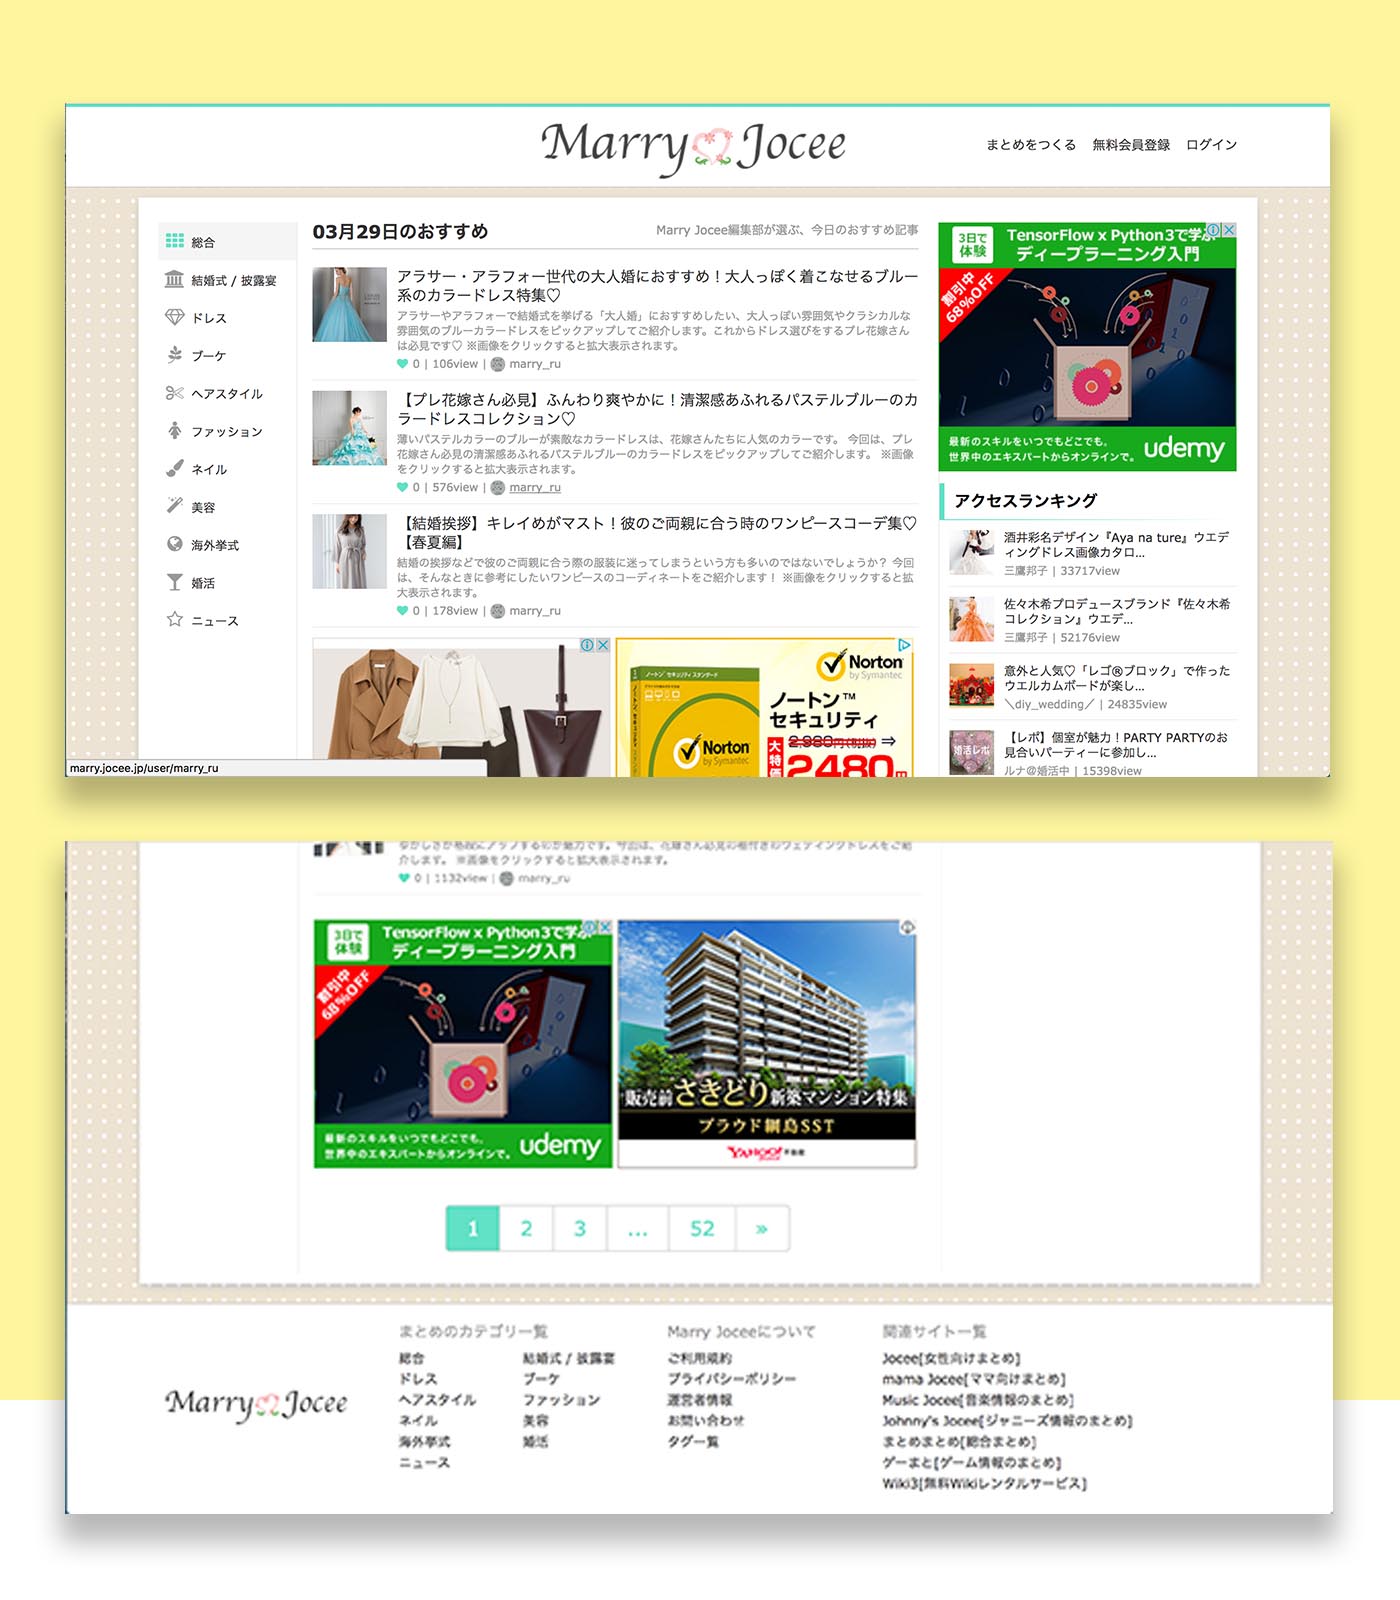 Marry Jocee
まとめをつくる 無料会員登録 ログイン
総合
結婚式 / 披露宴
ドレス
ブーケ
ヘアスタイル
ファッション
ネイル
美容
海外挙式
婚活
ニュース
03月29日のおすすめ
Marry Jocee編集部が選ぶ、今日のおすすめ記事
アラサー・アラフォー世代の大人婚におすすめ！大人っぽく着こなせるブルー
系のカラードレス特集♡
アラサーやアラフォーで結婚式を挙げる「大人婚」におすすめしたい、大人っぽい雰囲気やクラシカルな
雰囲気のブルーカラードレスをピックアップしてご紹介します。これからドレス選びをするプレ花嫁さん
は必見です♡ ※画像をクリックすると拡大表示されます。
0 | 106view | marry_ru
【プレ花嫁さん必見】ふんわり爽やかに！清潔感あふれるパステルブルーのカ
ラードレスコレクション♡
薄いパステルカラーのブルーが素敵なカラードレスは、花嫁さんたちに人気のカラーです。 今回は、プレ
花嫁さん必見の清潔感あふれるパステルブルーのカラードレスをピックアップしてご紹介します。 ※画像
をクリックすると拡大表示されます。
0 | 576view | marry_ru
【結婚挨拶】キレイめがマスト！彼のご両親に合う時のワンピースコーデ集♡
【春夏編】
結婚の挨拶などで彼のご両親に合う際の服装に迷ってしまうという方も多いのではないでしょうか？ 今回
は、そんなときに参考にしたいワンピースのコーディネートをご紹介します！ ※画像をクリックすると拡
大表示されます。
0 | 178view | marry_ru
Norton
by Symantec
ノートン セキュリティ スタンダード
Norton
ノートン™
セキュリティ
2,980円(税抜) ⇒
大特価
2480円
marry.jocee.jp/user/marry_ru
3日で
体験
TensorFlow x Python3で学ぶ
ディープラーニング入門
割引中
68%OFF
最新のスキルをいつでもどこでも。
世界中のエキスパートからオンラインで。
udemy
アクセスランキング
酒井彩名デザイン『Aya na ture』ウエデ
ィングドレス画像カタロ...
三鷹邦子 | 33717view
佐々木希プロデュースブランド『佐々木希
コレクション』ウエデ...
三鷹邦子 | 52176view
意外と人気♡「レゴ®ブロック」で作った
ウエルカムボードが楽し...
＼diy_wedding／ | 24835view
婚活レポ
【レポ】個室が魅力！PARTY PARTYのお
見合いパーティーに参加し...
ルナ@婚活中 | 15398view
介します。 ※画像をクリックすると拡大表示されます。
0 | 1132view | marry_ru
3日で
体験
TensorFlow x Python3で学ぶ
ディープラーニング入門
割引中
68%OFF
最新のスキルをいつでもどこでも。
世界中のエキスパートからオンラインで。
udemy
販売前さきどり新築マンション特集
プラウド綱島SST
YAHOO! 不動産
1 2 3 ... 52 »
Marry Jocee
まとめのカテゴリ一覧
総合 結婚式 / 披露宴
ドレス ブーケ
ヘアスタイル ファッション
ネイル 美容
海外挙式 婚活
ニュース
Marry Joceeについて
ご利用規約
プライバシーポリシー
運営者情報
お問い合わせ
タグ一覧
関連サイト一覧
Jocee[女性向けまとめ]
mama Jocee[ママ向けまとめ]
Music Jocee[音楽情報のまとめ]
Johnny's Jocee[ジャニーズ情報のまとめ]
まとめまとめ[総合まとめ]
ゲーまと[ゲーム情報のまとめ]
Wiki3[無料Wikiレンタルサービス]